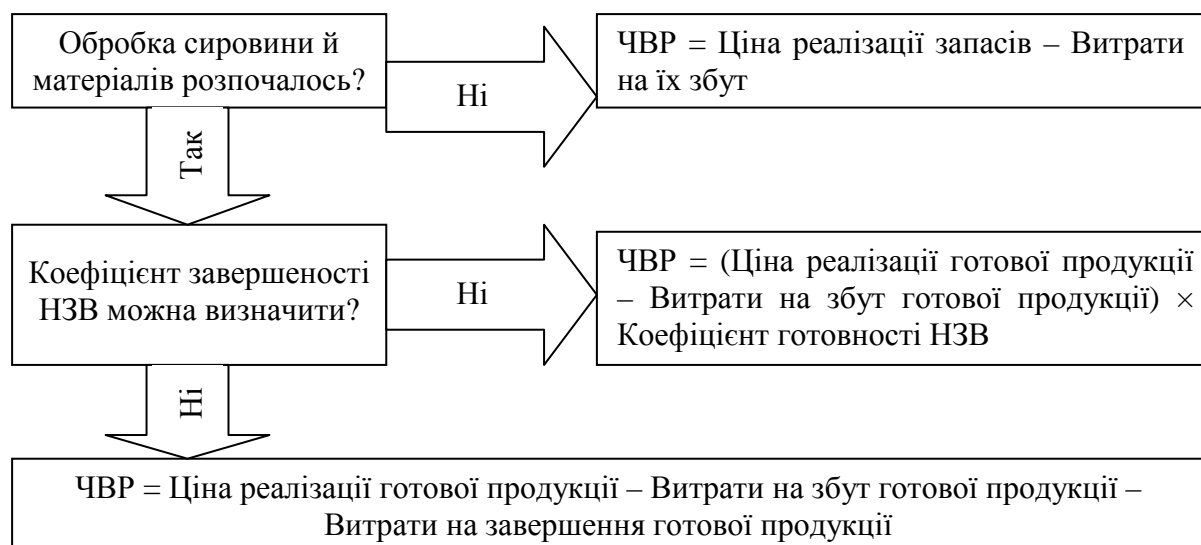 Обробка сировини й
матеріалів розпочалось?
Ні
ЧВР = Ціна реалізації запасів – Витрати
на їх збут
Так
Коефіцієнт завершеності
НЗВ можна визначити?
Ні
ЧВР = (Ціна реалізації готової продукції
– Витрати на збут готової продукції) ×
Коефіцієнт готовності НЗВ
Ні
ЧВР = Ціна реалізації готової продукції – Витрати на збут готової продукції –
Витрати на завершення готової продукції